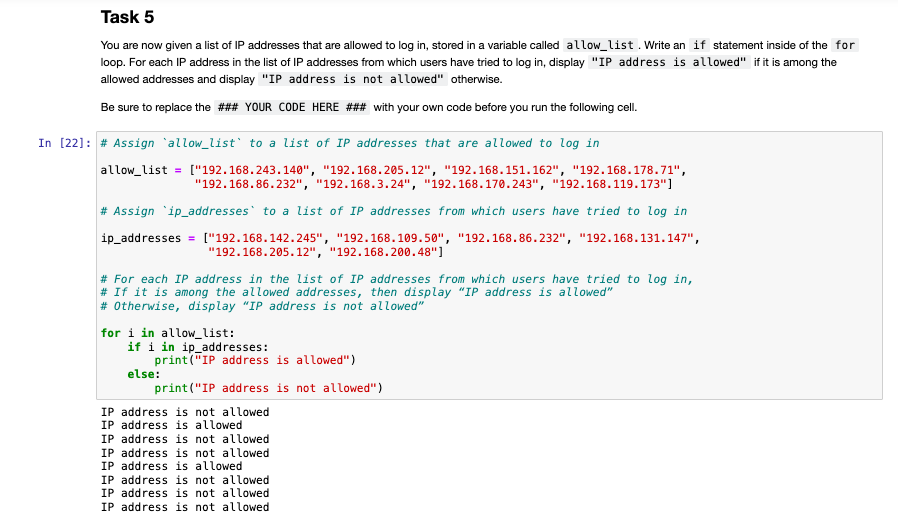 Task 5
You are now given a list of IP addresses that are allowed to log in, stored in a variable called allow_list . Write an if statement inside of the for
loop. For each IP address in the list of IP addresses from which users have tried to log in, display "IP address is allowed" if it is among the
allowed addresses and display "IP address is not allowed" otherwise.
Be sure to replace the ### YOUR CODE HERE ### with your own code before you run the following cell.
In [22]: # Assign `allow_list` to a list of IP addresses that are allowed to log in
allow_list = ["192.168.243.140", "192.168.205.12", "192.168.151.162", "192.168.178.71",
"192.168.86.232", "192.168.3.24", "192.168.170.243", "192.168.119.173"]
# Assign `ip_addresses` to a list of IP addresses from which users have tried to log in
ip_addresses = ["192.168.142.245", "192.168.109.50", "192.168.86.232", "192.168.131.147",
"192.168.205.12", "192.168.200.48"]
# For each IP address in the list of IP addresses from which users have tried to log in,
# If it is among the allowed addresses, then display “IP address is allowed”
# Otherwise, display “IP address is not allowed”
for i in allow_list:
if i in ip_addresses:
print("IP address is allowed")
else:
print("IP address is not allowed")
IP address is not allowed
IP address is allowed
IP address is not allowed
IP address is not allowed
IP address is allowed
IP address is not allowed
IP address is not allowed
IP address is not allowed